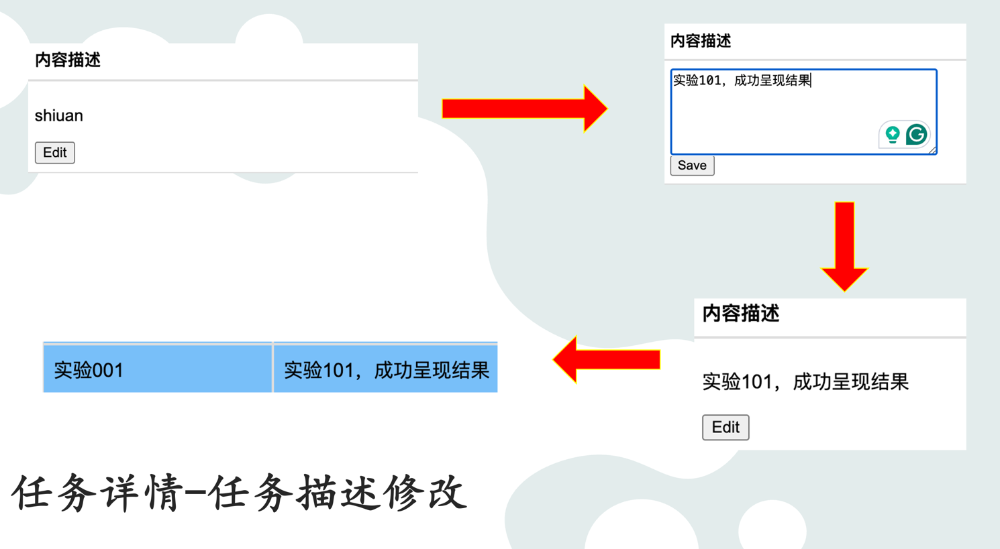 内容描述
shiuan
Edit
内容描述
实验101，成功呈现结果
Save
内容描述
实验101，成功呈现结果
Edit
实验001
实验101，成功呈现结果
任务详情-任务描述修改